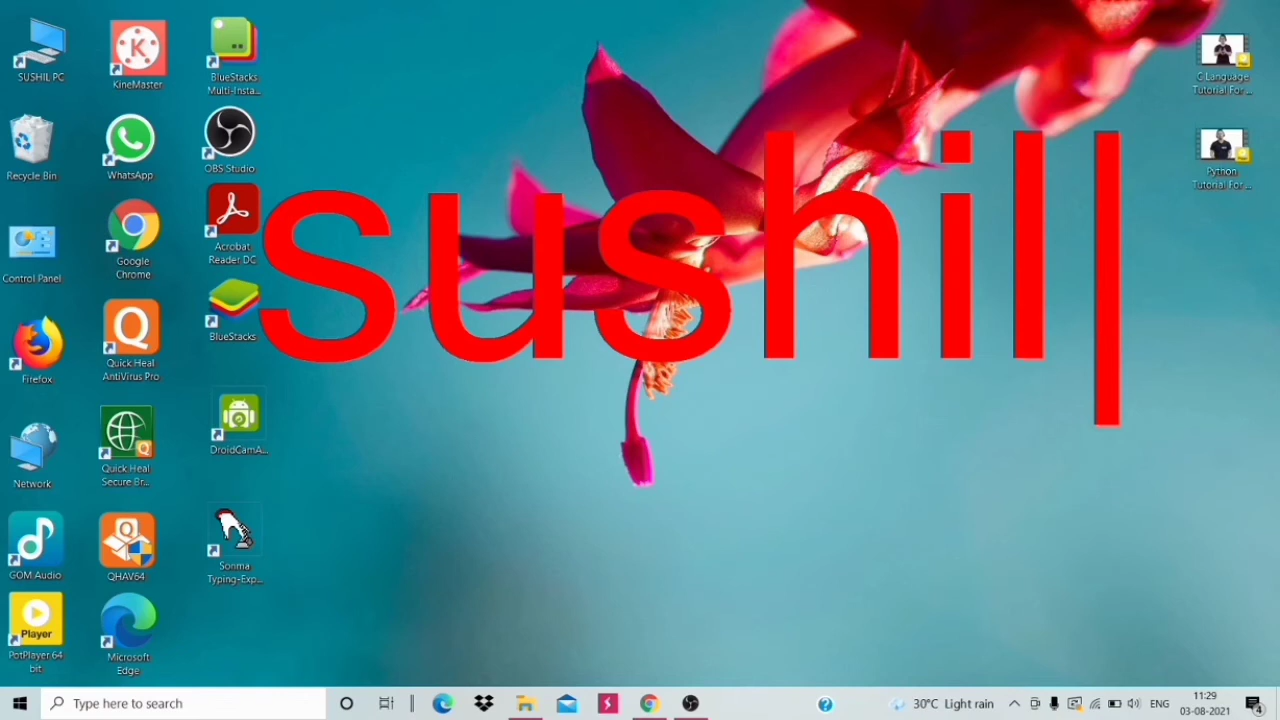 SUSHIL PC
KineMaster
BlueStacks
Multi-Insta...
Recycle Bin
WhatsApp
OBS Studio
Control Panel
Google
Chrome
Acrobat
Reader DC
Firefox
Quick Heal
AntiVirus Pro
BlueStacks
Network
Quick Heal
Secure Br...
DroidCamA...
GOM Audio
QHAV64
Sonma
Typing-Exp...
Player
PotPlayer 64
bit
Microsoft
Edge
sushil
C Language
Tutorial For ...
Python
Tutorial For ...
Type here to search
30°C Light rain
ENG
11:29
03-08-2021
4